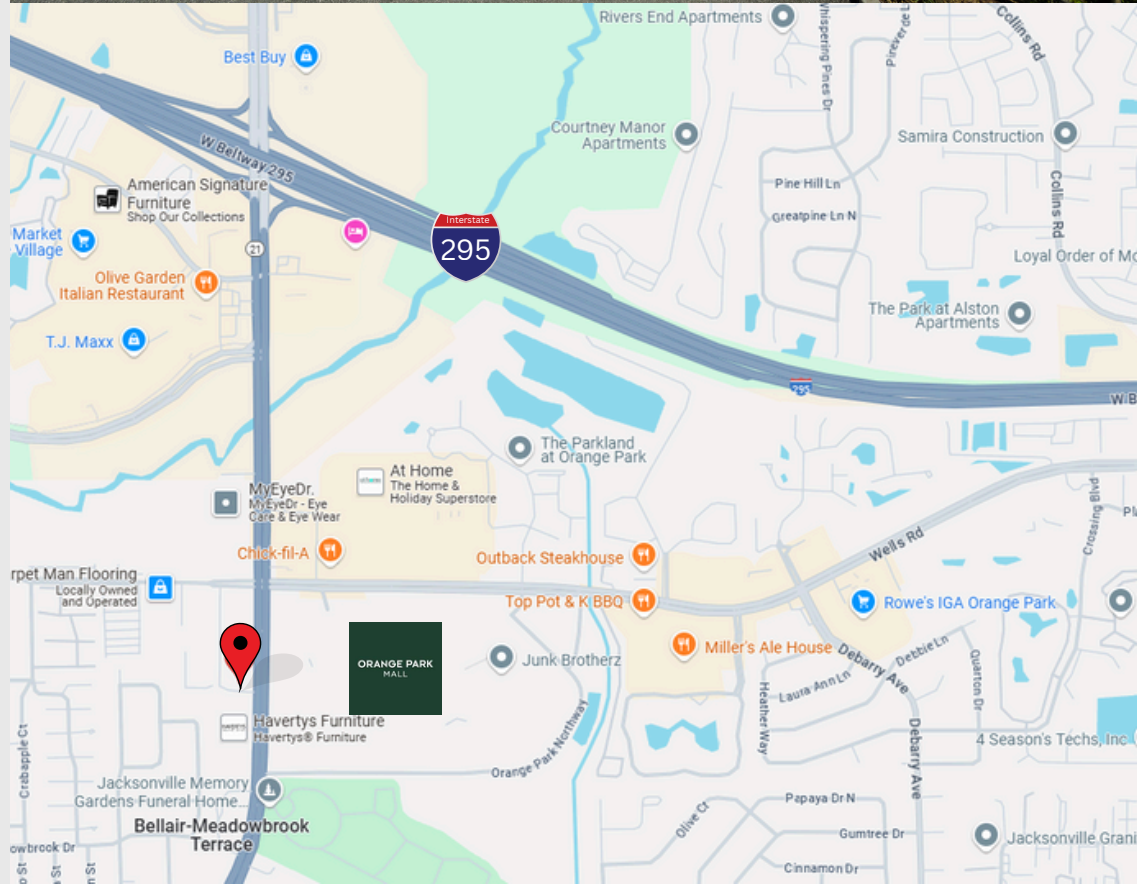 Rivers End Apartments
Collins Rd
Whispering Pines Dr
Best Buy
Courtney Manor
Apartments
Samira Construction
W Beltway 295
American Signature
Furniture
Shop Our Collections
Pine Hill Ln
Collins Rd
Greatpine Ln N
Market
Village
21
Interstate
295
Olive Garden
Italian Restaurant
Loyal Order of Mo
The Park at Alston
Apartments
T.J. Maxx
295
W B
The Parkland
at Orange Park
At Home
The Home &
Holiday Superstore
MyEyeDr.
MyEyeDr - Eye
Care & Eye Wear
Crossing Blvd
Wells Rd
Chick-fil-A
Outback Steakhouse
rpet Man Flooring
Locally Owned
and Operated
Top Pot & K BBQ
Rowe's IGA Orange Park
ORANGE PARK
MALL
Junk Brotherz
Miller's Ale House
Debarry Ave
Debbie Ln
Laura Ann Ln
Quarton Dr
Heather Way
Havertys Furniture
Havertys® Furniture
Orange Park Northway
Debarry Ave
4 Season's Techs, Inc
Crabapple Ct
Jacksonville Memory
Gardens Funeral Home...
Bellair-Meadowbrook
Terrace
Papaya Dr N
Olive Ct
Gumtree Dr
Jacksonville Grani
owbrook Dr
Cinnamon Dr